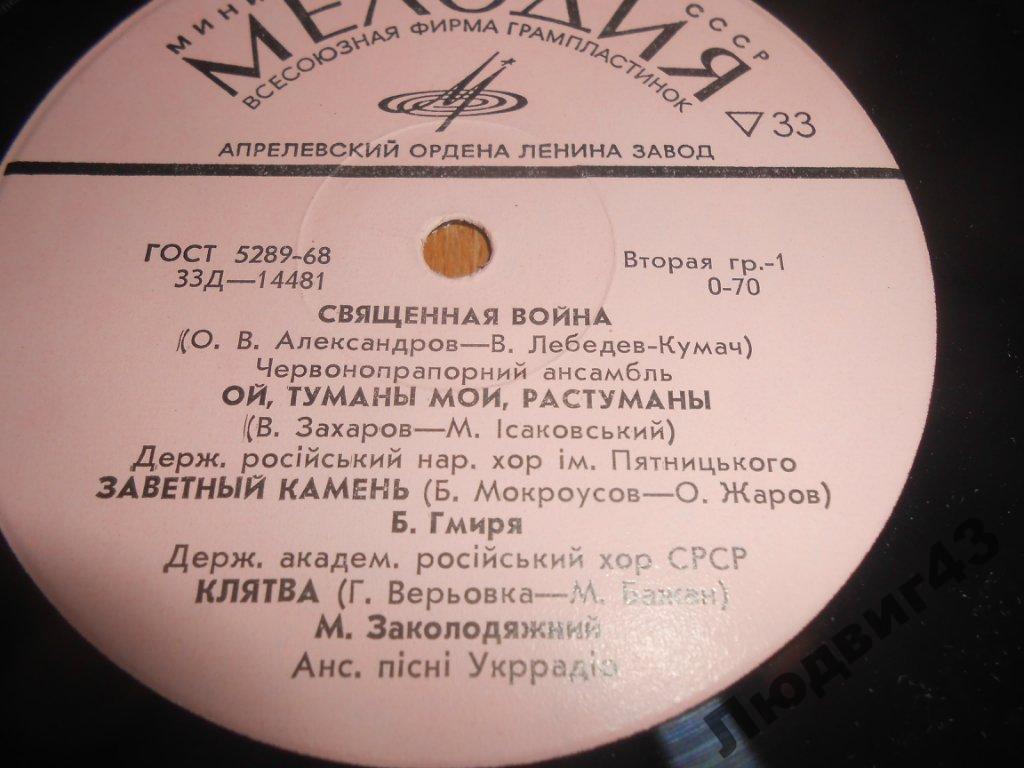 МЕЛОДИЯ
СССР
ВСЕСОЮЗНАЯ ФИРМА ГРАМПЛАСТИНОК
33
АПРЕЛЕВСКИЙ ОРДЕНА ЛЕНИНА ЗАВОД
ГОСТ 5289-68
33Д—14481
Вторая гр.-1
0-70
СВЯЩЕННАЯ ВОЙНА
(О. В. Александров—В. Лебедев-Кумач)
Червонопрапорний ансамбль
ОЙ, ТУМАНЫ МОИ, РАСТУМАНЫ
(В. Захаров—М. Ісаковський)
Держ. російський нар. хор ім. Пятницького
ЗАВЕТНЫЙ КАМЕНЬ (Б. Мокроусов—О. Жаров)
Б. Гмиря
Держ. академ. російський хор СРСР
КЛЯТВА (Г. Верьовка—М. Бажан)
М. Заколодяжний
Анс. пісні Укррадіо
Людвиг43